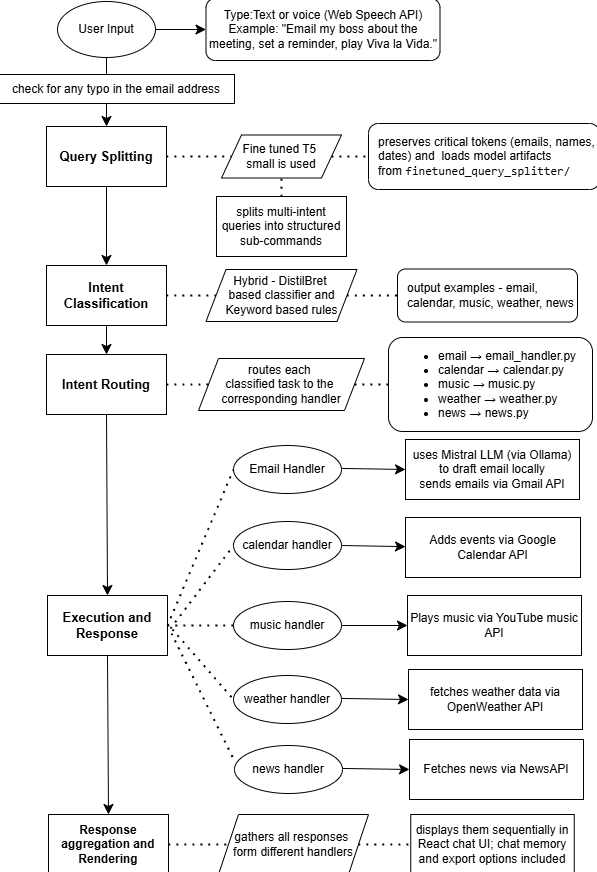 User Input
Type:Text or voice (Web Speech API)
Example: "Email my boss about the
meeting, set a reminder, play Viva la Vida."
check for any typo in the email address
Query Splitting
Fine tuned T5
small is used
preserves critical tokens (emails, names,
dates) and loads model artifacts
from finetuned_query_splitter/
splits multi-intent
queries into structured
sub-commands
Intent
Classification
Hybrid - DistilBret
based classifier and
Keyword based rules
output examples - email,
calendar, music, weather, news
Intent Routing
routes each
classified task to the
corresponding handler
• email → email_handler.py
• calendar → calendar.py
• music → music.py
• weather → weather.py
• news → news.py
Email Handler
uses Mistral LLM (via Ollama)
to draft email locally
sends emails via Gmail API
calendar handler
Adds events via Google
Calendar API
Execution and
Response
music handler
Plays music via YouTube music
API
weather handler
fetches weather data via
OpenWeather API
news handler
Fetches news via NewsAPI
Response
aggregation and
Rendering
gathers all responses
form different handlers
displays them sequentially in
React chat UI; chat memory
and export options included